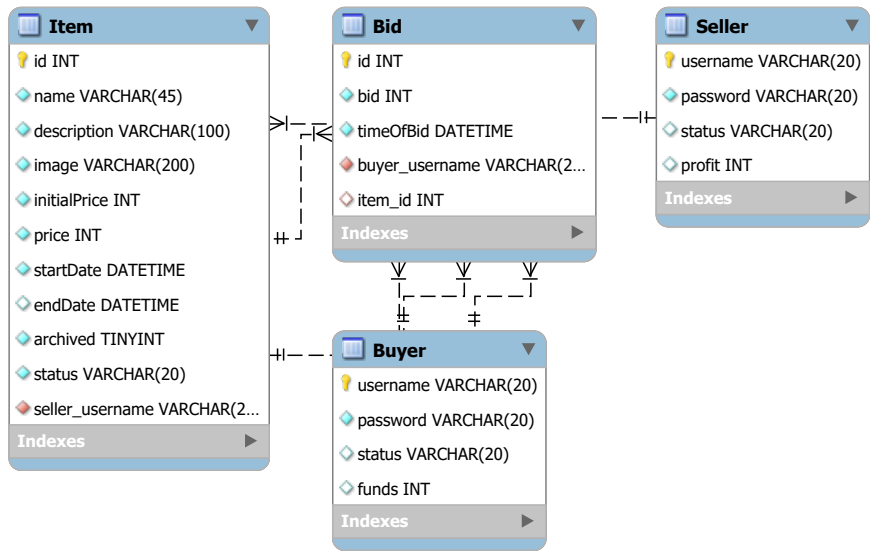 Item
id INT
name VARCHAR(45)
description VARCHAR(100)
image VARCHAR(200)
initialPrice INT
price INT
startDate DATETIME
endDate DATETIME
archived TINYINT
status VARCHAR(20)
seller_username VARCHAR(2...
Indexes
Bid
id INT
bid INT
timeOfBid DATETIME
buyer_username VARCHAR(2...
item_id INT
Indexes
Seller
username VARCHAR(20)
password VARCHAR(20)
status VARCHAR(20)
profit INT
Indexes
Buyer
username VARCHAR(20)
password VARCHAR(20)
status VARCHAR(20)
funds INT
Indexes